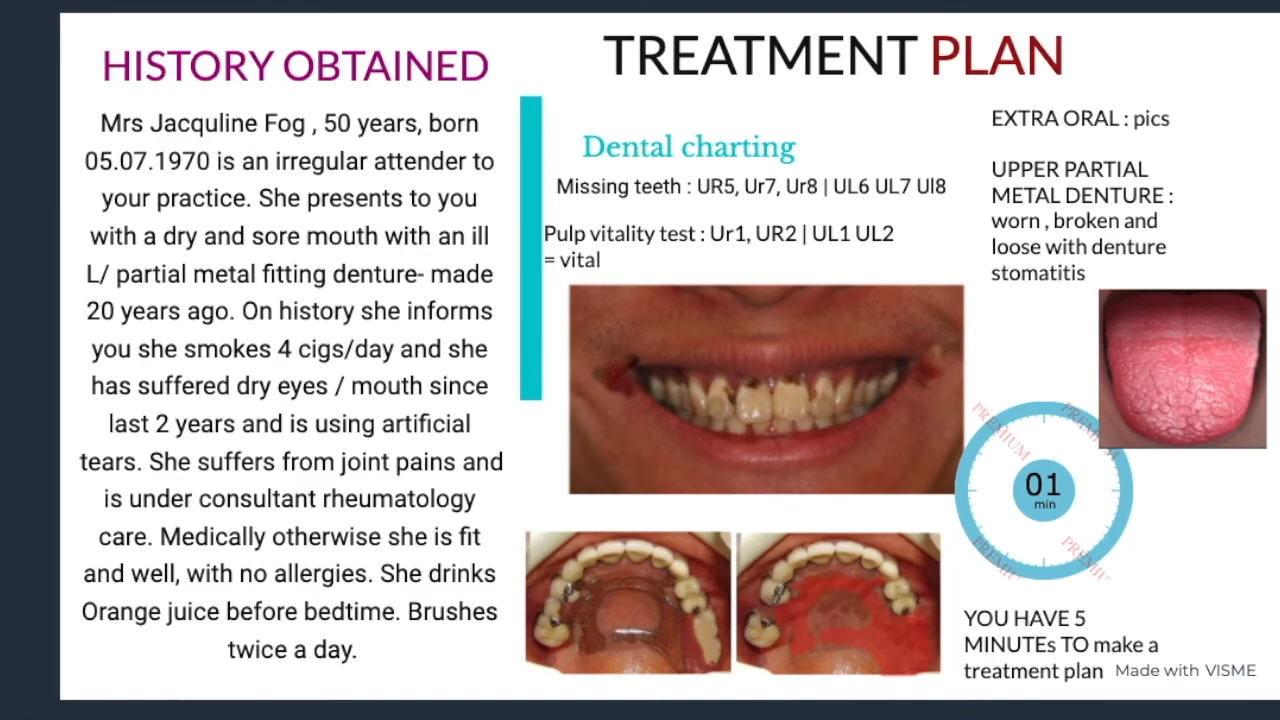 HISTORY OBTAINED
Mrs Jacquline Fog , 50 years, born
05.07.1970 is an irregular attender to
your practice. She presents to you
with a dry and sore mouth with an ill
L/ partial metal fitting denture- made
20 years ago. On history she informs
you she smokes 4 cigs/day and she
has suffered dry eyes / mouth since
last 2 years and is using artificial
tears. She suffers from joint pains and
is under consultant rheumatology
care. Medically otherwise she is fit
and well, with no allergies. She drinks
Orange juice before bedtime. Brushes
twice a day.
TREATMENT PLAN
Dental charting
Missing teeth : UR5, Ur7, Ur8 | UL6 UL7 Ul8
Pulp vitality test : Ur1, UR2 | UL1 UL2
= vital
EXTRA ORAL : pics
UPPER PARTIAL
METAL DENTURE :
worn , broken and
loose with denture
stomatitis
PREMIUM
PREMIUM
01
min
PREMIUM
PREMIUM
YOU HAVE 5
MINUTEs TO make a
treatment plan
Made with VISME